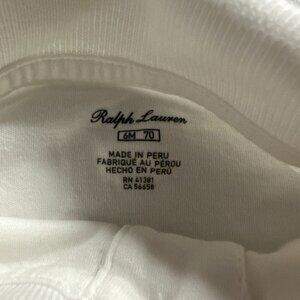 Ralph Lauren
6M 70
MADE IN PERU
FABRIQUÉ AU PÉROU
HECHO EN PERÚ
RN 41381
CA 56658